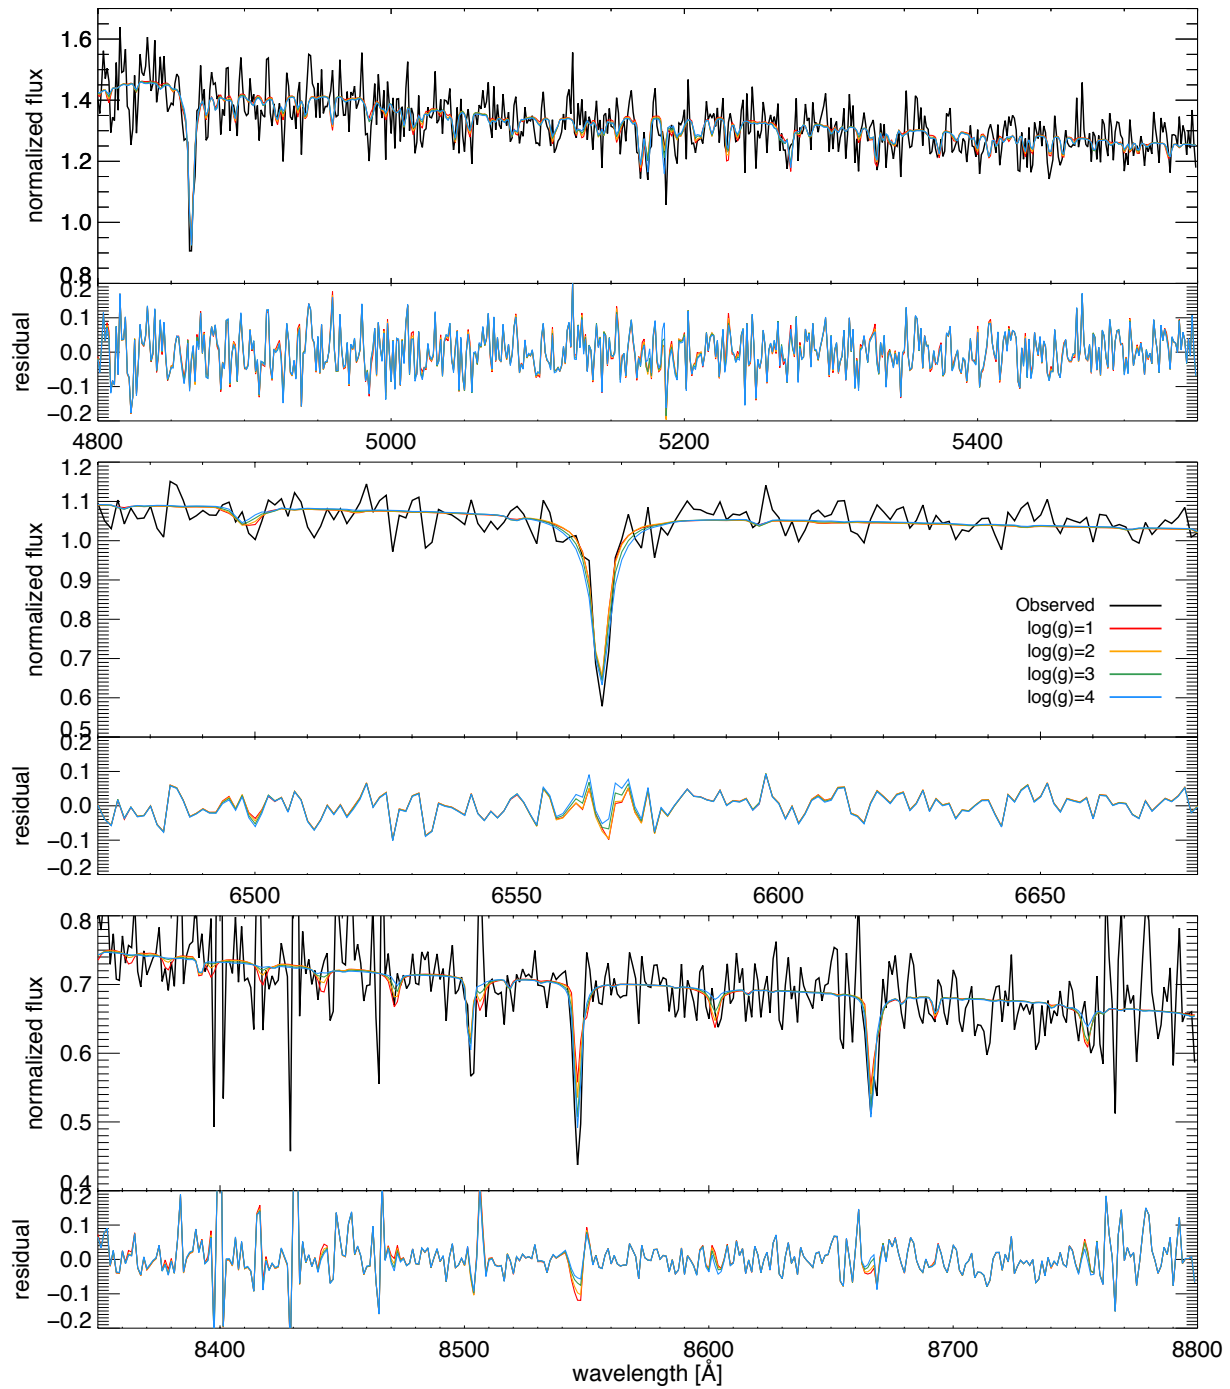 1.6
1.4
1.2
1.0
0.8
normalized flux
0.2
0.1
0.0
−0.1
−0.2
residual
4800 5000 5200 5400
1.2
1.1
1.0
0.9
0.8
0.7
0.6
0.5
normalized flux
Observed
log(g)=1
log(g)=2
log(g)=3
log(g)=4
0.2
0.1
0.0
−0.1
−0.2
residual
6500 6550 6600 6650
0.8
0.7
0.6
0.5
0.4
normalized flux
0.2
0.1
0.0
−0.1
−0.2
residual
8400 8500 8600 8700 8800
wavelength [Å]